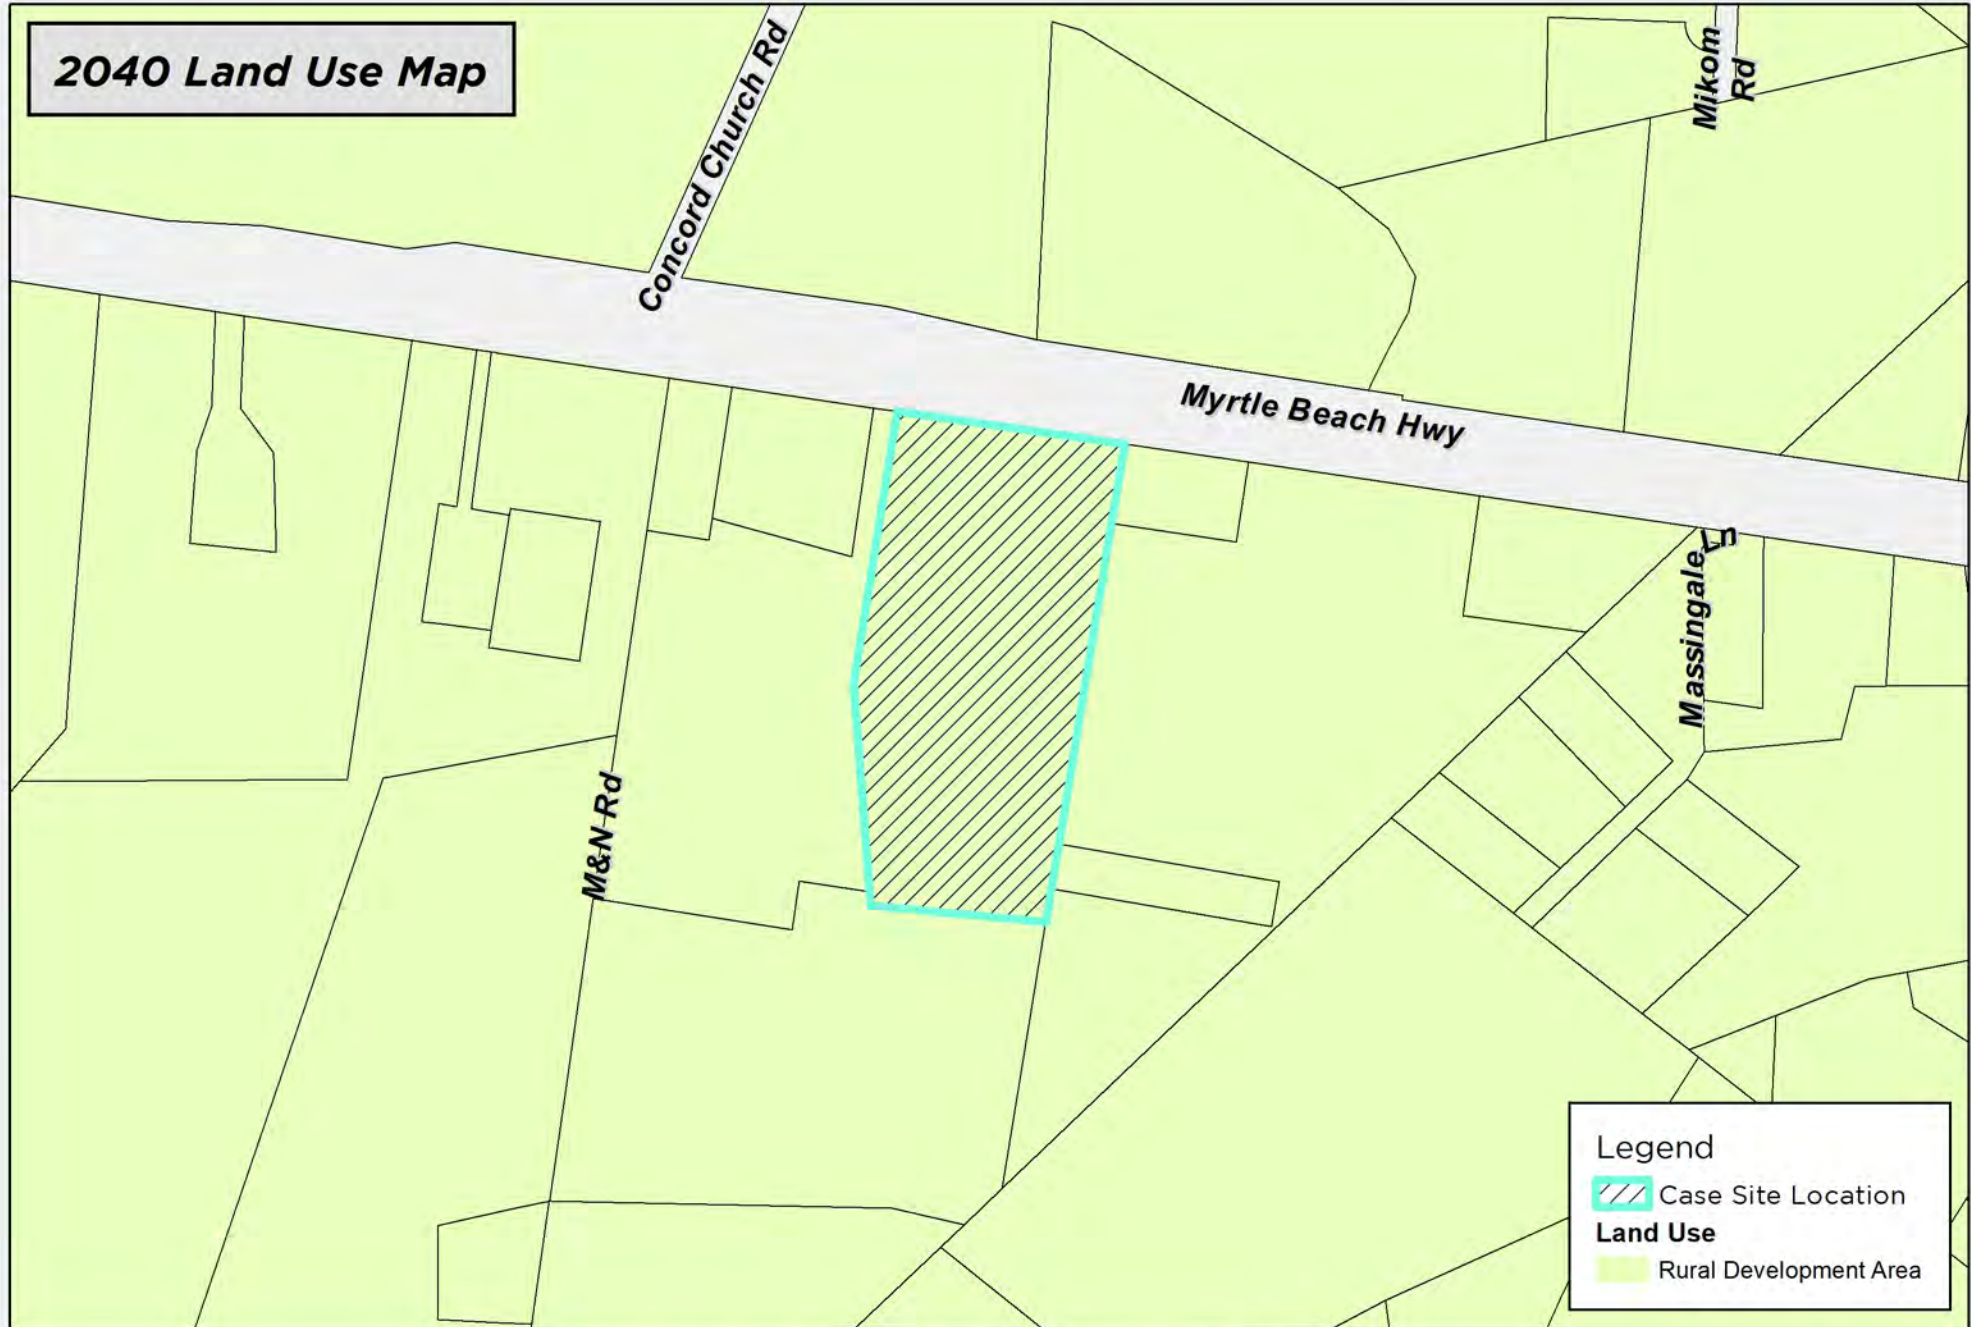 2040 Land Use Map
Concord Church Rd
Mikom
Rd
Myrtle Beach Hwy
Massingale Ln
M&N Rd
Legend
Case Site Location
Land Use
Rural Development Area